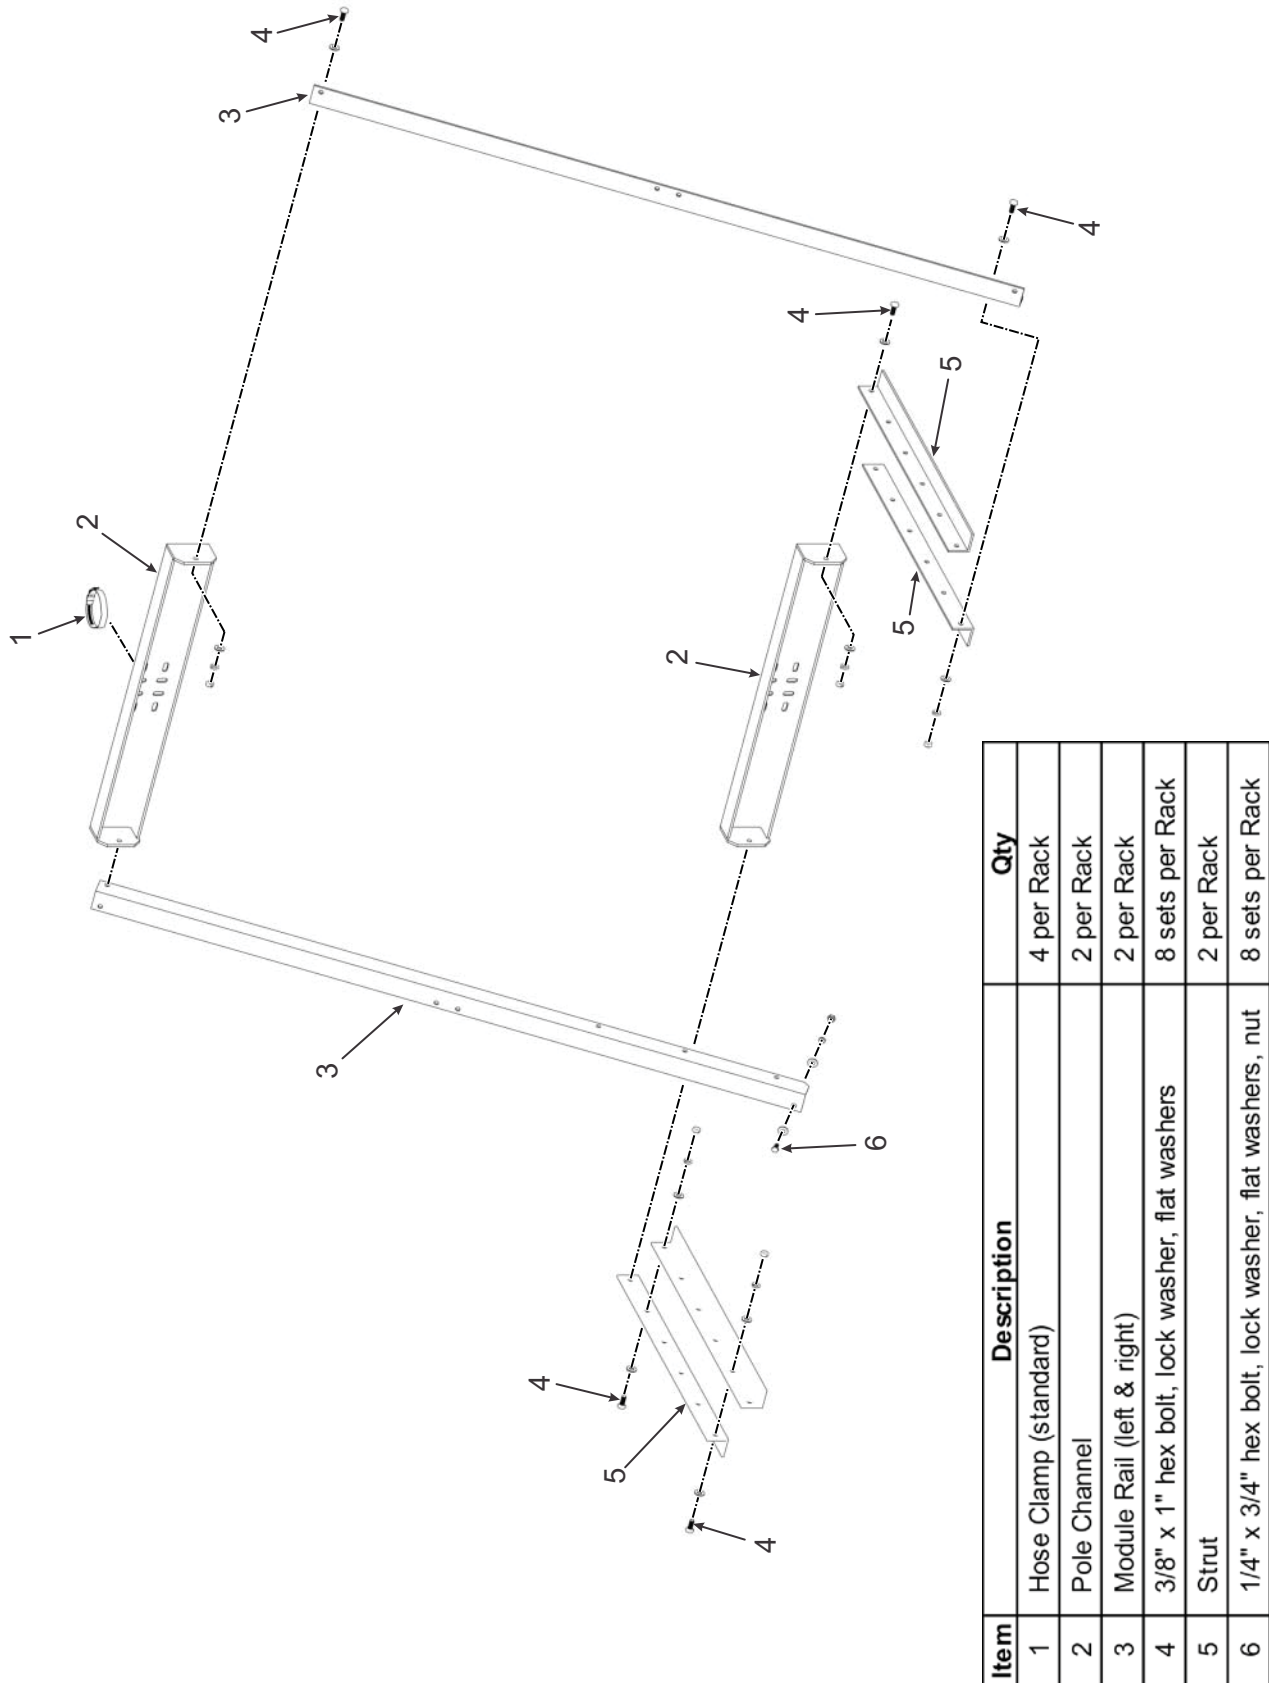 1
2
3
4
3
4
5
2
4
4
6
5
5
4
Item Description Qty
1 Hose Clamp (standard) 4 per Rack
2 Pole Channel 2 per Rack
3 Module Rail (left & right) 2 per Rack
4 3/8" x 1" hex bolt, lock washer, flat washers 8 sets per Rack
5 Strut 2 per Rack
6 1/4" x 3/4" hex bolt, lock washer, flat washers, nut 8 sets per Rack